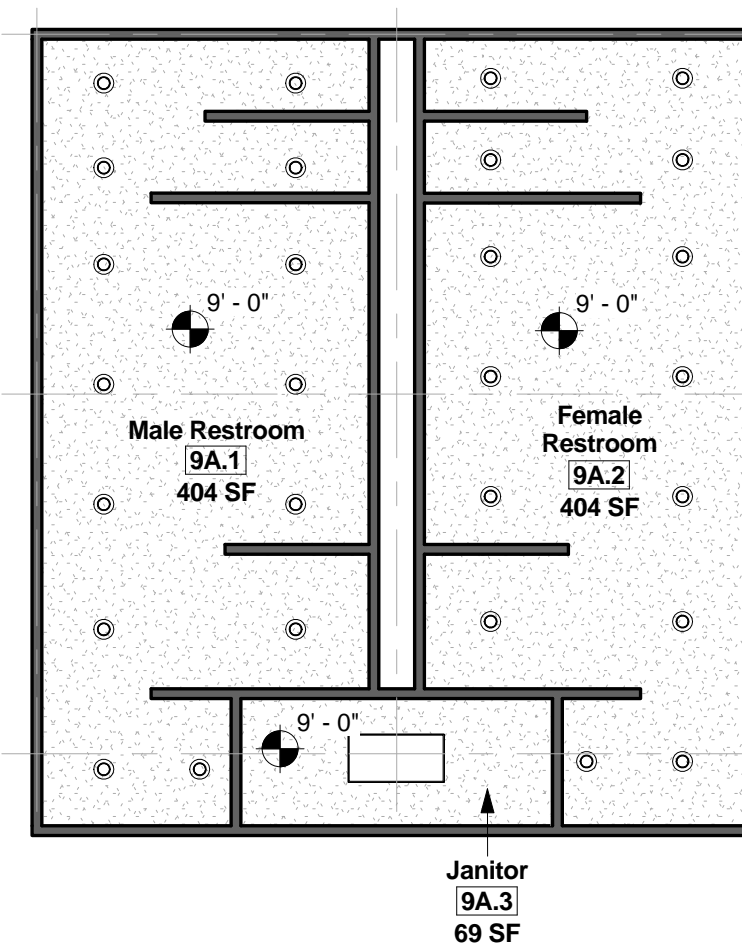 9' - 0"
9' - 0"
Male Restroom
9A.1
404 SF
Female
Restroom
9A.2
404 SF
9' - 0"
Janitor
9A.3
69 SF